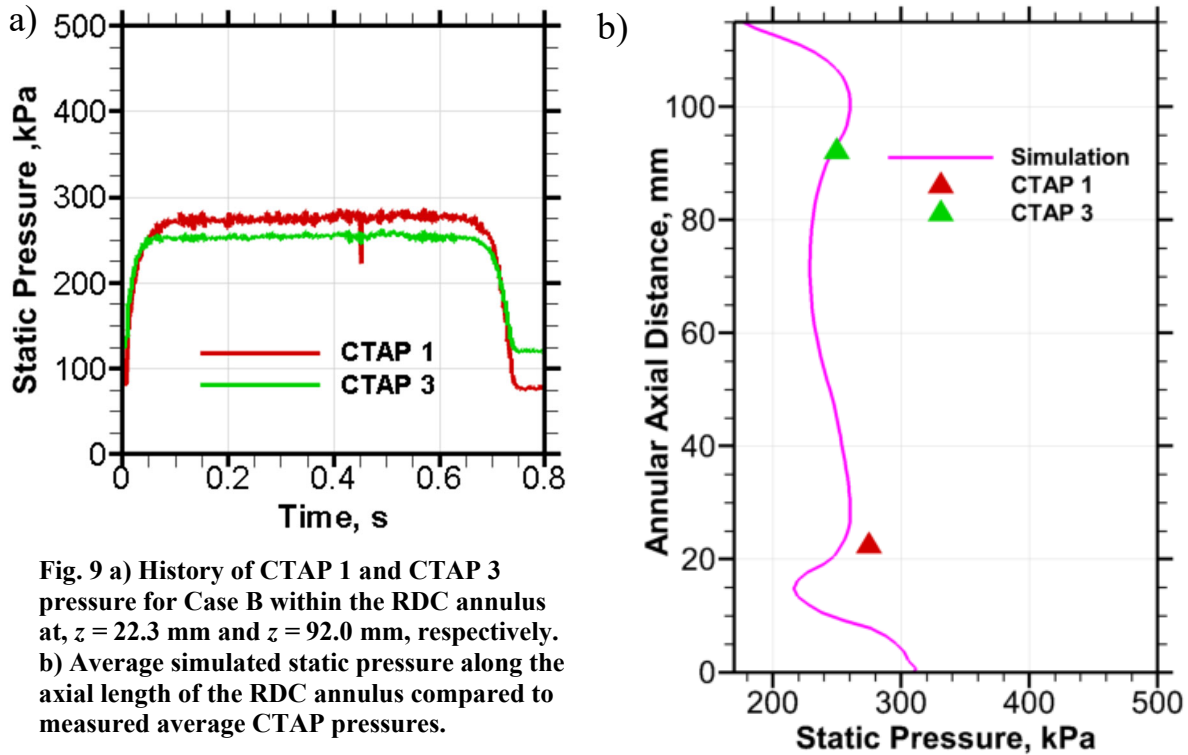 a)
500
400
300
200
100
0
Static Pressure ,kPa
CTAP 1
CTAP 3
0
0.2
0.4
0.6
0.8
Time, s
Fig. 9 a) History of CTAP 1 and CTAP 3
pressure for Case B within the RDC annulus
at, z = 22.3 mm and z = 92.0 mm, respectively.
b) Average simulated static pressure along the
axial length of the RDC annulus compared to
measured average CTAP pressures.
b)
100
80
60
40
20
0
Annular Axial Distance, mm
Simulation
CTAP 1
CTAP 3
200
300
400
500
Static Pressure, kPa